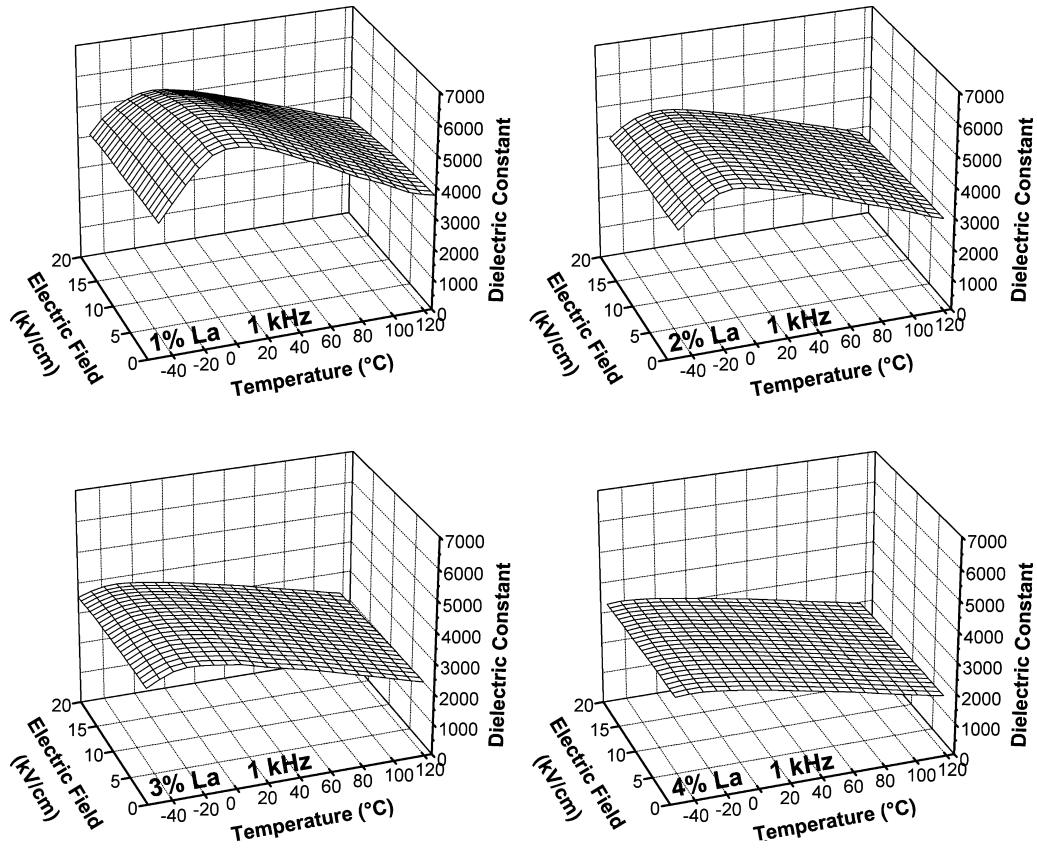 7000
6000
5000
4000
3000
2000
1000
0
Dielectric Constant
20
15
10
5
0
Electric Field
(kV/cm)
-40 -20 0 20 40 60 80 100 120
Temperature (°C)
1% La 1 kHz
7000
6000
5000
4000
3000
2000
1000
0
Dielectric Constant
20
15
10
5
0
Electric Field
(kV/cm)
-40 -20 0 20 40 60 80 100 120
Temperature (°C)
2% La 1 kHz
7000
6000
5000
4000
3000
2000
1000
0
Dielectric Constant
20
15
10
5
0
Electric Field
(kV/cm)
-40 -20 0 20 40 60 80 100 120
Temperature (°C)
3% La 1 kHz
7000
6000
5000
4000
3000
2000
1000
0
Dielectric Constant
20
15
10
5
0
Electric Field
(kV/cm)
-40 -20 0 20 40 60 80 100 120
Temperature (°C)
4% La 1 kHz